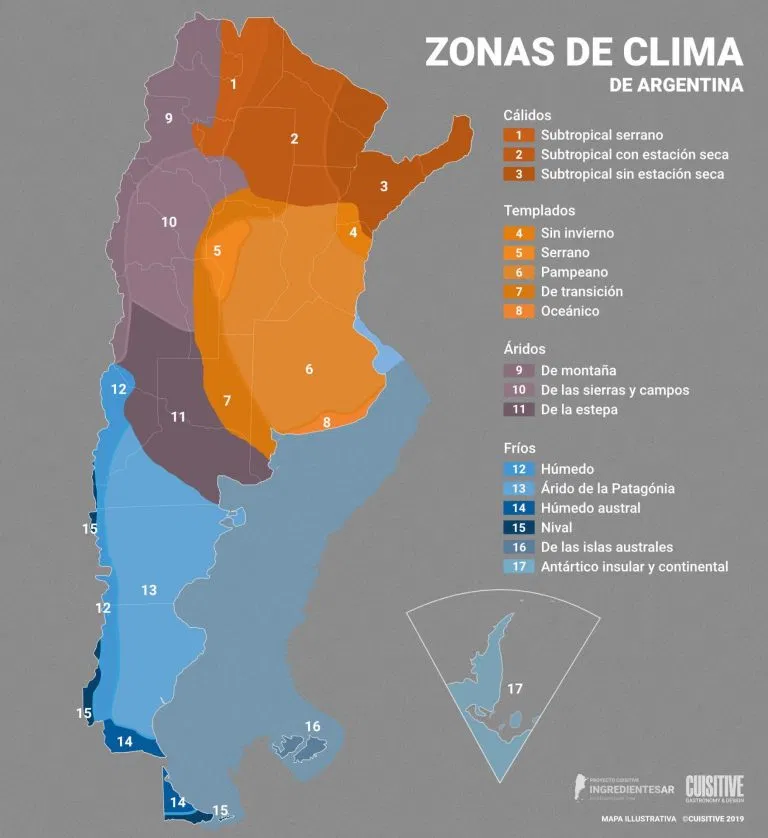 ZONAS DE CLIMA
DE ARGENTINA
Cálidos
1 Subtropical serrano
2 Subtropical con estación seca
3 Subtropical sin estación seca
Templados
4 Sin invierno
5 Serrano
6 Pampeano
7 De transición
8 Oceánico
Áridos
9 De montaña
10 De las sierras y campos
11 De la estepa
Fríos
12 Húmedo
13 Árido de la Patagónia
14 Húmedo austral
15 Nival
16 De las islas australes
17 Antártico insular y continental
1
9
2
3
10
4
5
6
12
7
11
8
15
13
12
17
15
16
14
14
15
PROYECTO CUISITIVE
INGREDIENTESAR
CUISITIVE
GASTRONOMY & DESIGN
MAPA ILLUSTRATIVA ©CUISITIVE 2019